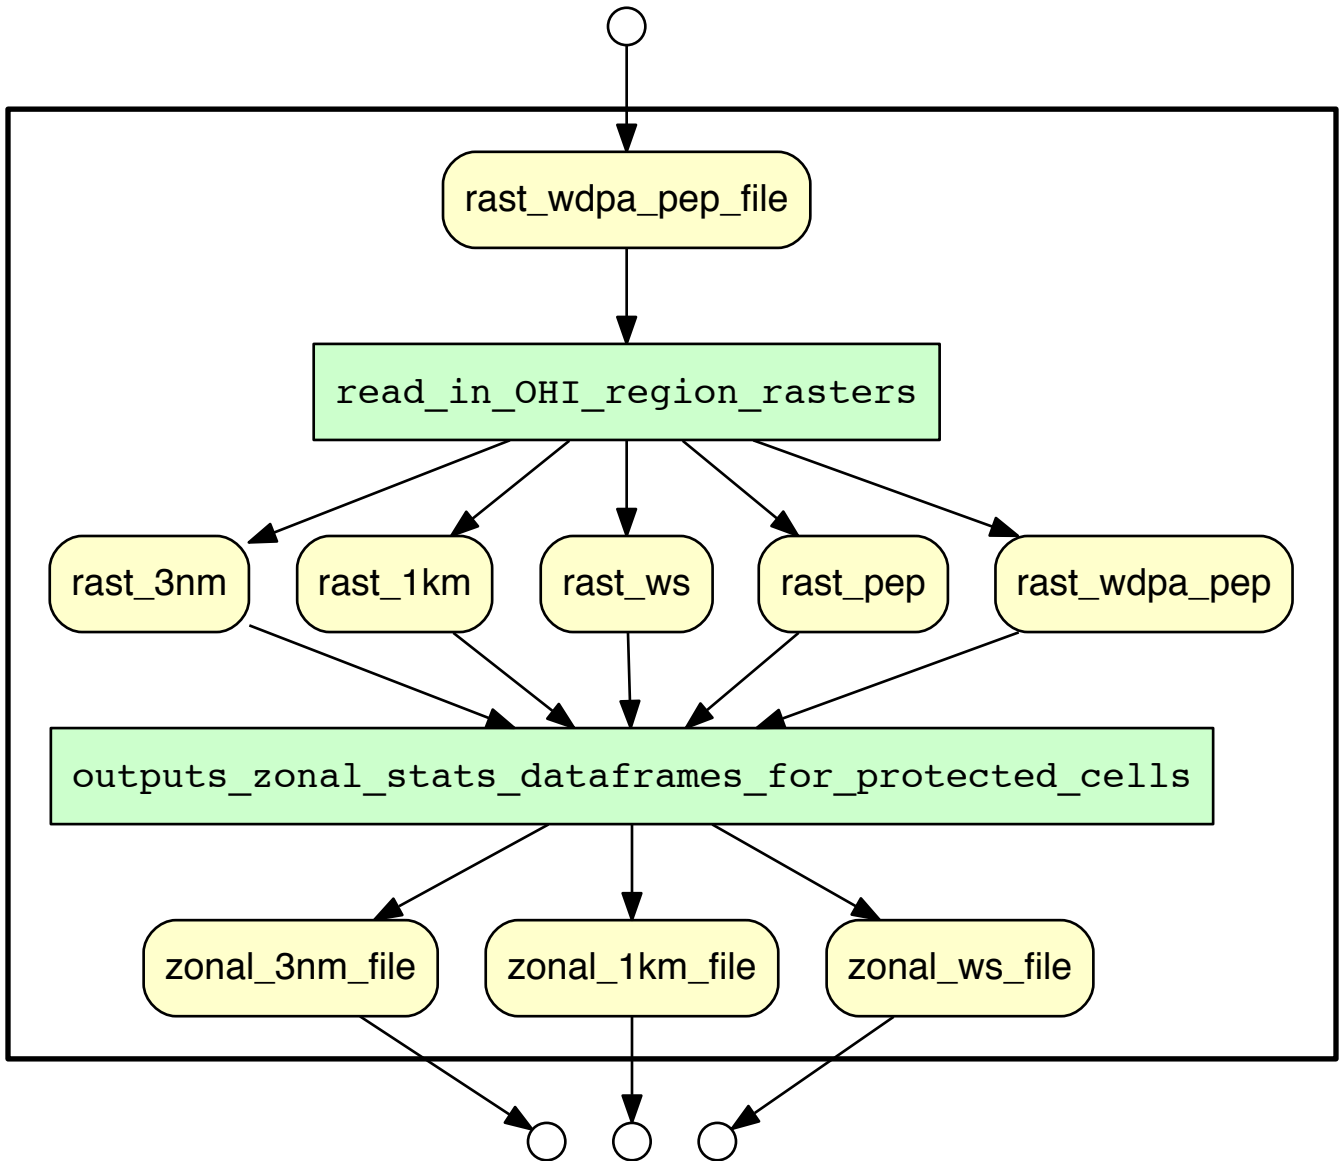 rast_wdpa_pep_file
read_in_OHI_region_rasters
rast_3nm
rast_1km
rast_ws
rast_pep
rast_wdpa_pep
outputs_zonal_stats_dataframes_for_protected_cells
zonal_3nm_file
zonal_1km_file
zonal_ws_file